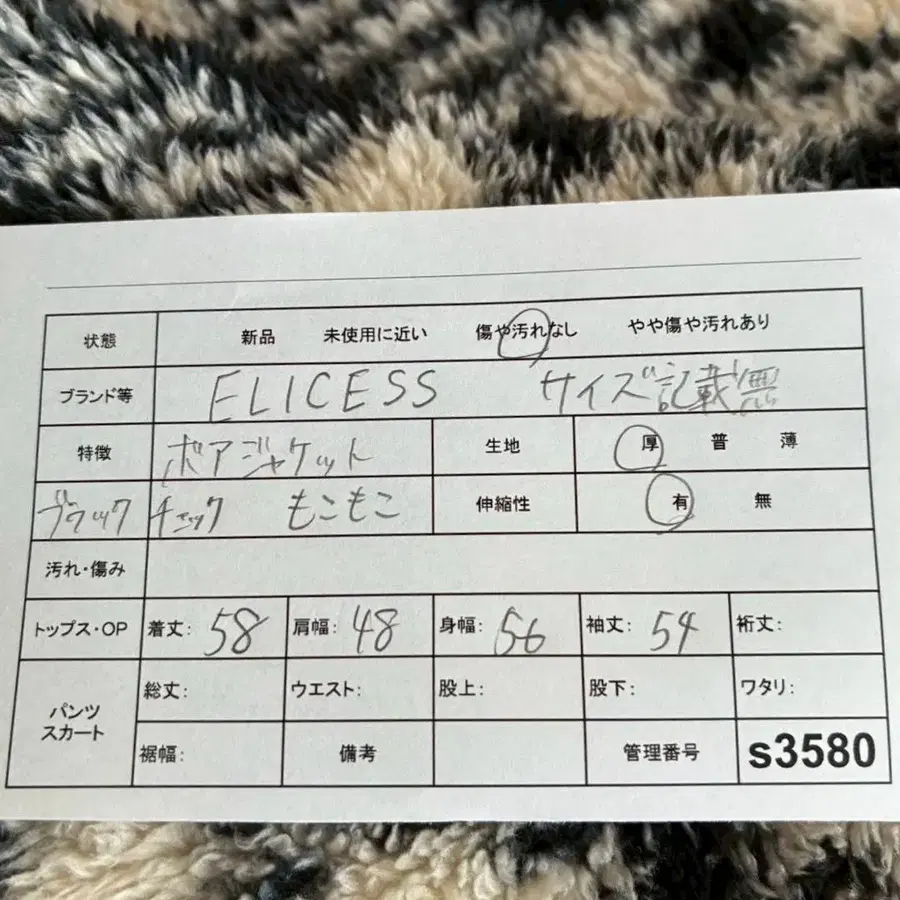 状態 新品 未使用に近い 傷や汚れなし やや傷や汚れあり
ブランド等 ELICESS サイズ記載無
特徴 ボアジャケット 生地 厚 普 薄
ブラック チェック もこもこ 伸縮性 有 無
汚れ・傷み
トップス・OP 着丈: 58 肩幅: 48 身幅: 56 袖丈: 54 裄丈:
パンツ スカート 総丈: ウエスト: 股上: 股下: ワタリ:
裾幅: 備考 管理番号 s3580